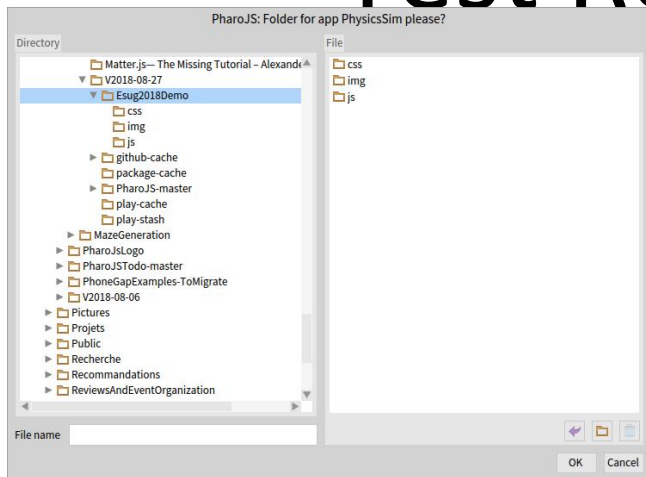 PharoJS: Folder for app PhysicsSim please?
Directory
Matter.js— The Missing Tutorial – Alexande
V2018-08-27
Esug2018Demo
css
img
js
github-cache
package-cache
PharoJS-master
play-cache
play-stash
MazeGeneration
PharoJsLogo
PharoJSTodo-master
PhoneGapExamples-ToMigrate
V2018-08-06
Pictures
Projets
Public
Recherche
Recommandations
ReviewsAndEventOrganization
File name
File
css
img
js
OK Cancel